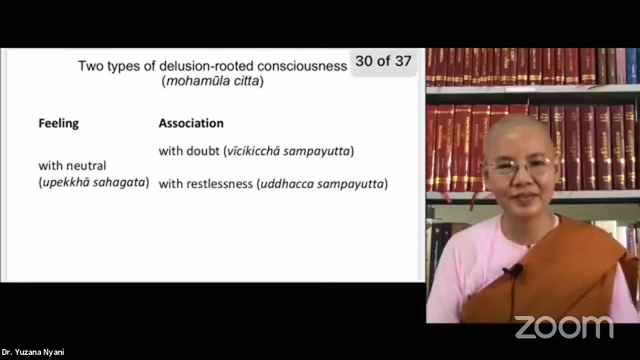 Two types of delusion-rooted consciousness
(mohamūla citta)
30 of 37
Feeling
Association
with neutral
(upekkhā sahagata)
with doubt (vīcikicchā sampayutta)
with restlessness (uddhacca sampayutta)
zoom
Dr. Yuzana Nyani